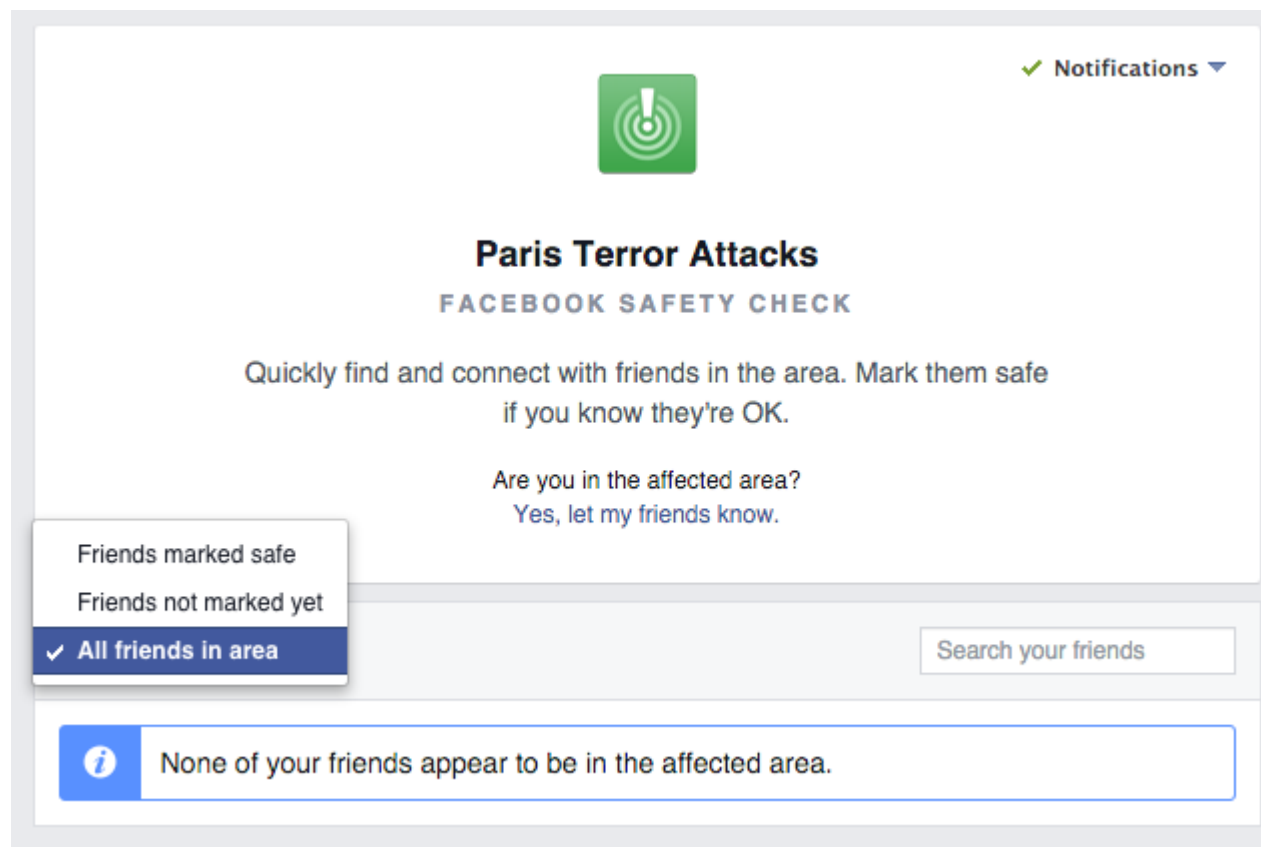 Notifications
Paris Terror Attacks
FACEBOOK SAFETY CHECK
Quickly find and connect with friends in the area. Mark them safe
if you know they're OK.
Are you in the affected area?
Yes, let my friends know.
Friends marked safe
Friends not marked yet
All friends in area
Search your friends
None of your friends appear to be in the affected area.